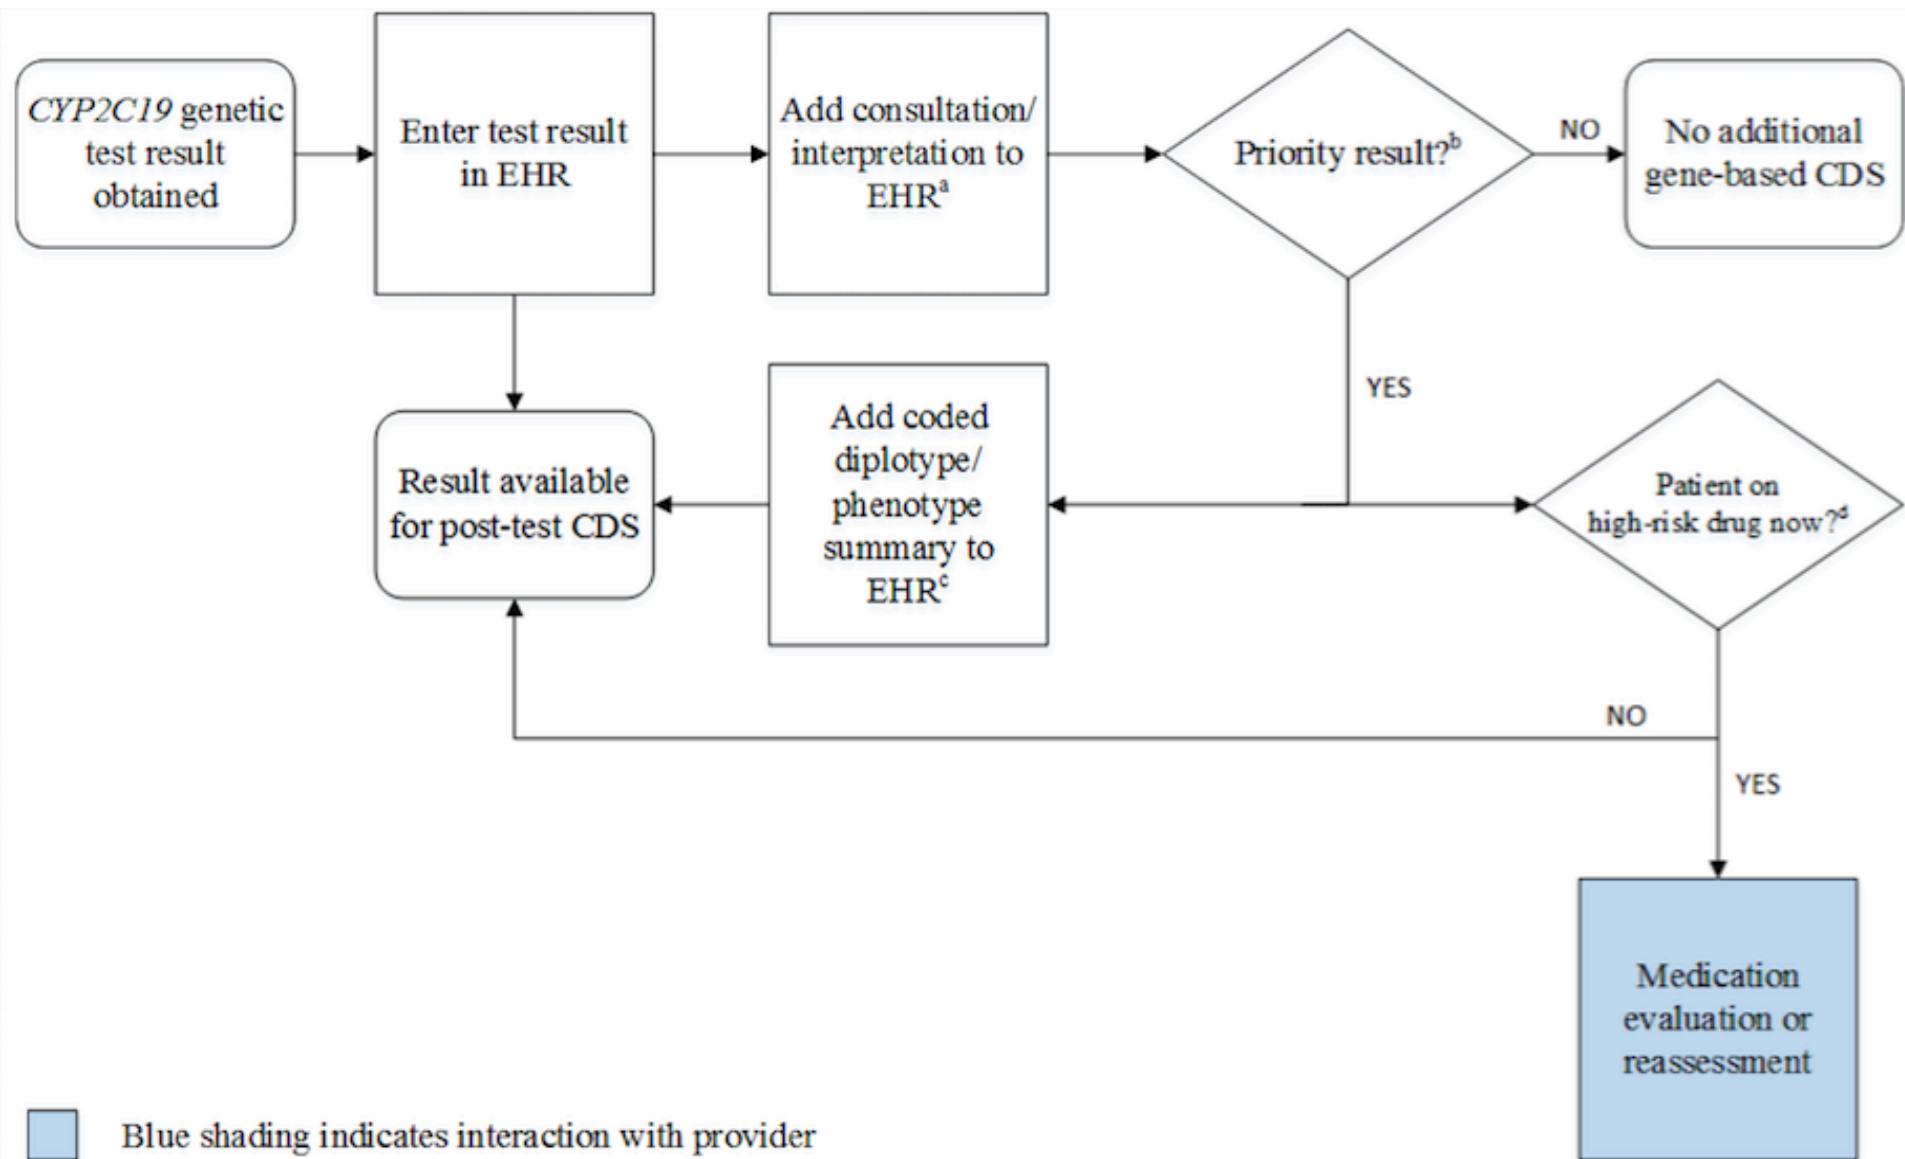 CYP2C19 genetic
test result
obtained
Enter test result
in EHR
Add consultation/
interpretation to
EHRᵃ
Priority result?ᵇ
NO
No additional
gene-based CDS
YES
Result available
for post-test CDS
Add coded
diplotype/
phenotype
summary to
EHRᶜ
Patient on
high-risk drug now?ᵈ
NO
YES
Medication
evaluation or
reassessment
Blue shading indicates interaction with provider